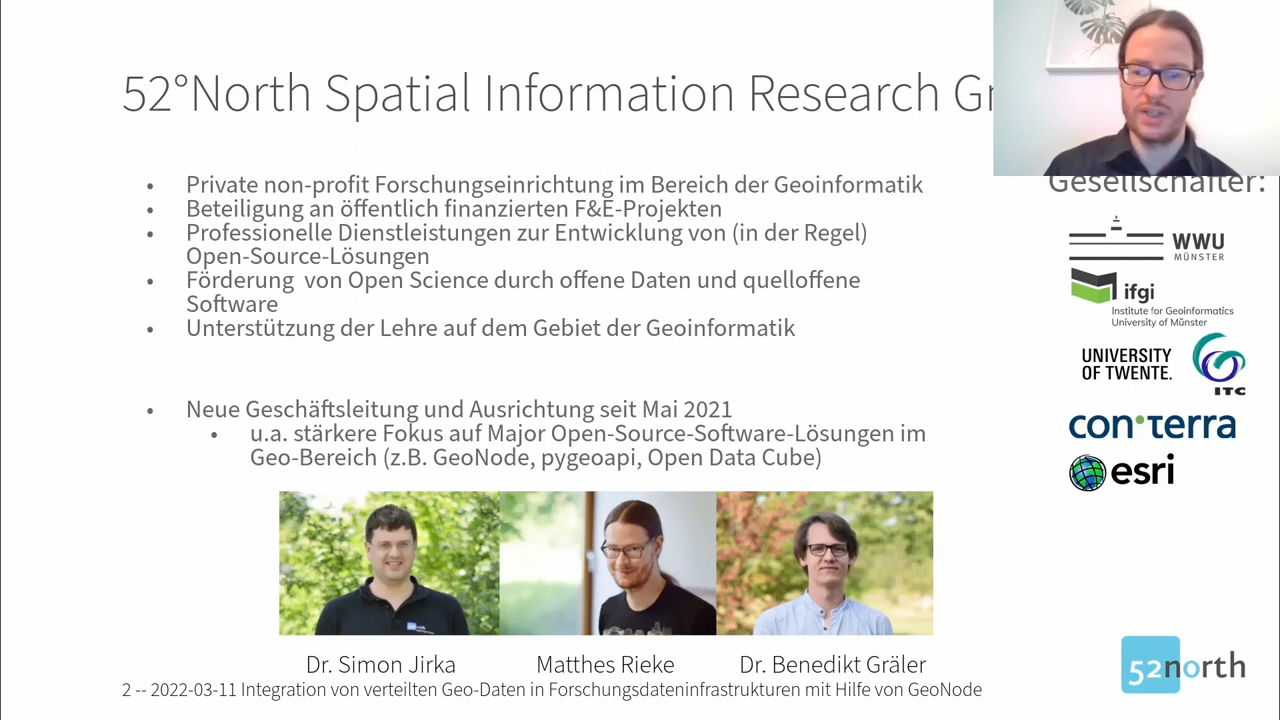 52°North Spatial Information Research Gr
• Private non-profit Forschungseinrichtung im Bereich der Geoinformatik
• Beteiligung an öffentlich finanzierten F&E-Projekten
• Professionelle Dienstleistungen zur Entwicklung von (in der Regel)
Open-Source-Lösungen
• Förderung von Open Science durch offene Daten und quelloffene
Software
• Unterstützung der Lehre auf dem Gebiet der Geoinformatik
• Neue Geschäftsleitung und Ausrichtung seit Mai 2021
• u.a. stärkere Fokus auf Major Open-Source-Software-Lösungen im
Geo-Bereich (z.B. GeoNode, pygeoapi, Open Data Cube)
Dr. Simon Jirka
Matthes Rieke
Dr. Benedikt Gräler
Gesellschafter:
WWU
MÜNSTER
ifgi
Institute for Geoinformatics
University of Münster
UNIVERSITY
OF TWENTE.
ITC
con terra
esri
52north
2 -- 2022-03-11 Integration von verteilten Geo-Daten in Forschungsdateninfrastrukturen mit Hilfe von GeoNode